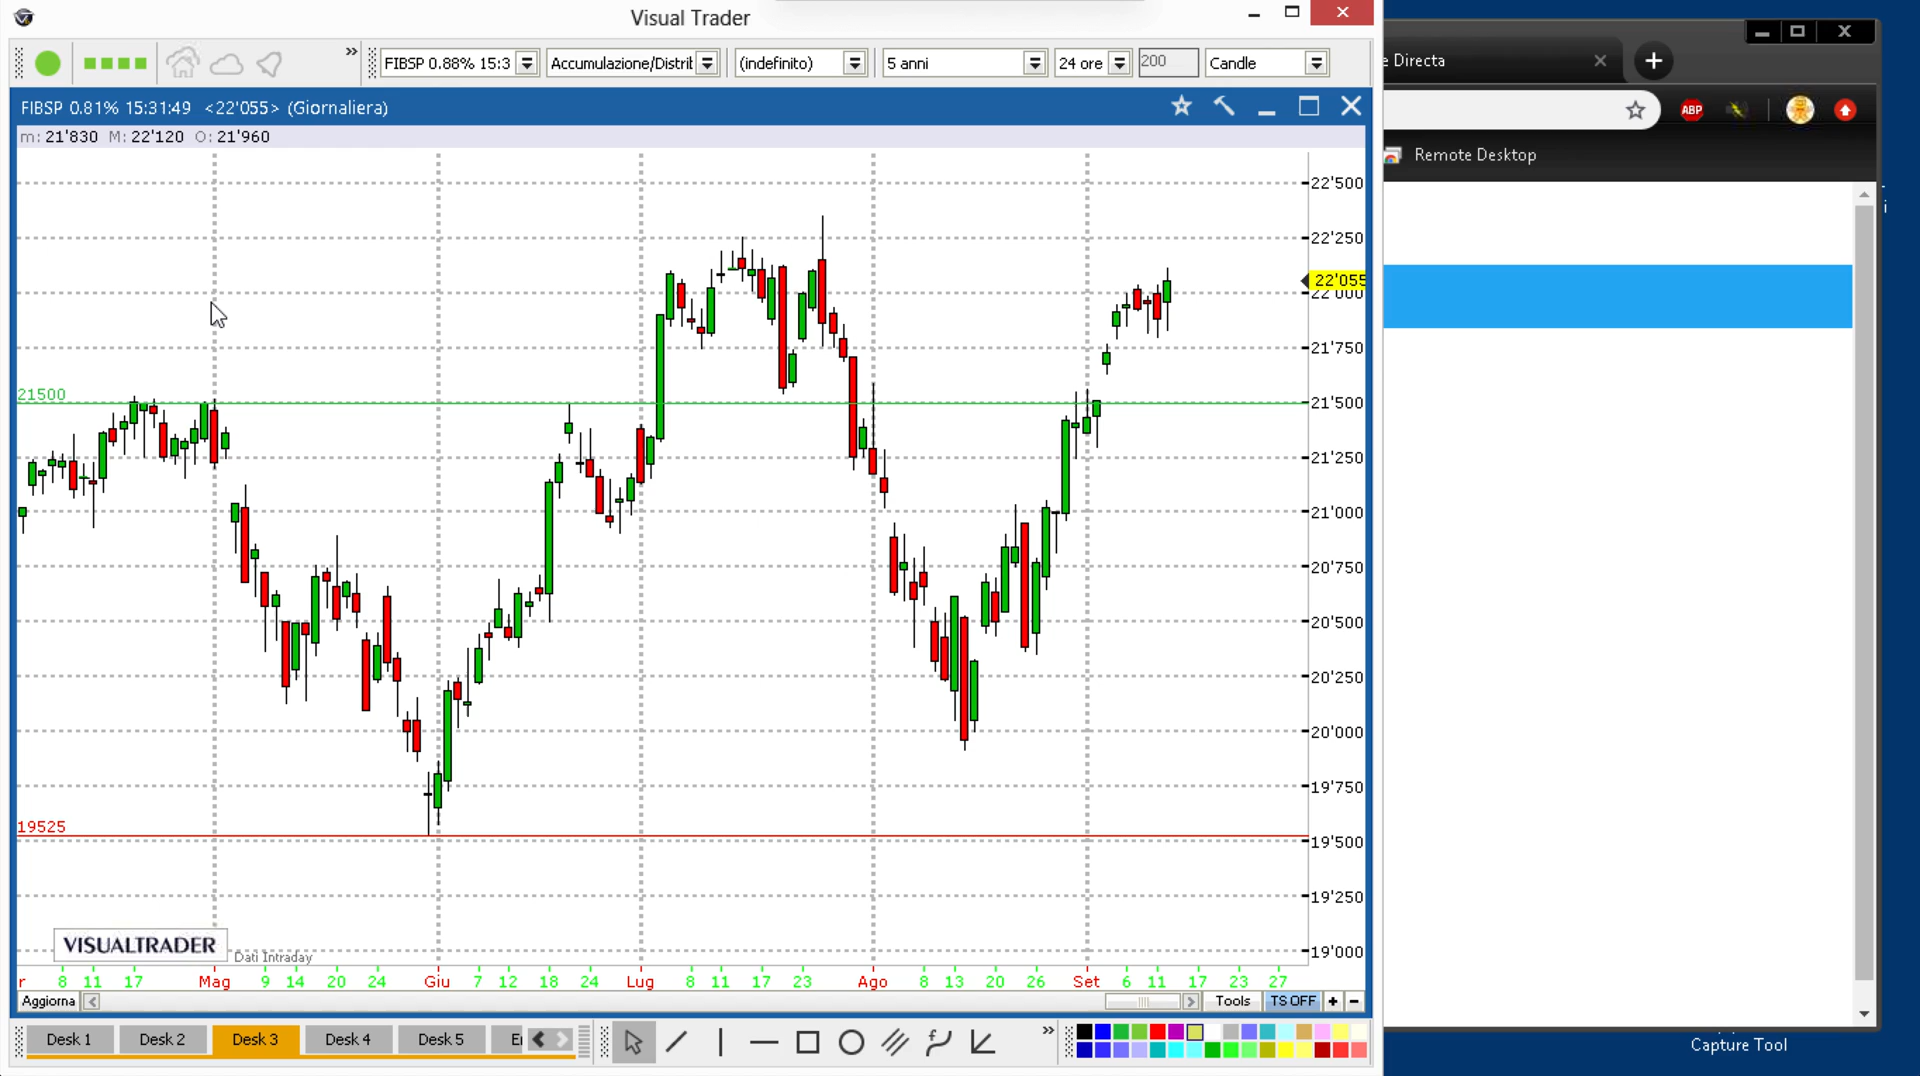 Visual Trader
FIBSP 0.88% 15:3
Accumulazione/Distrib
(indefinito)
5 anni
24 ore
200
Candle
FIBSP 0.81% 15:31:49 <22'055> (Giornaliera)
m: 21'830 M: 22'120 O: 21'960
22'500
22'250
22'055
22'000
21'750
21500
21'500
21'250
21'000
20'750
20'500
20'250
20'000
19'750
19525
19'500
19'250
19'000
VISUALTRADER
Dati Intraday
r 8 11 17 Mag 9 14 20 24 Giu 7 12 18 24 Lug 8 11 17 23 Ago 8 13 20 26 Set 6 11 17 23 27
Aggiorna
Tools
TS OFF
Desk 1
Desk 2
Desk 3
Desk 4
Desk 5
e Directa
ABP
Remote Desktop
i
Capture Tool